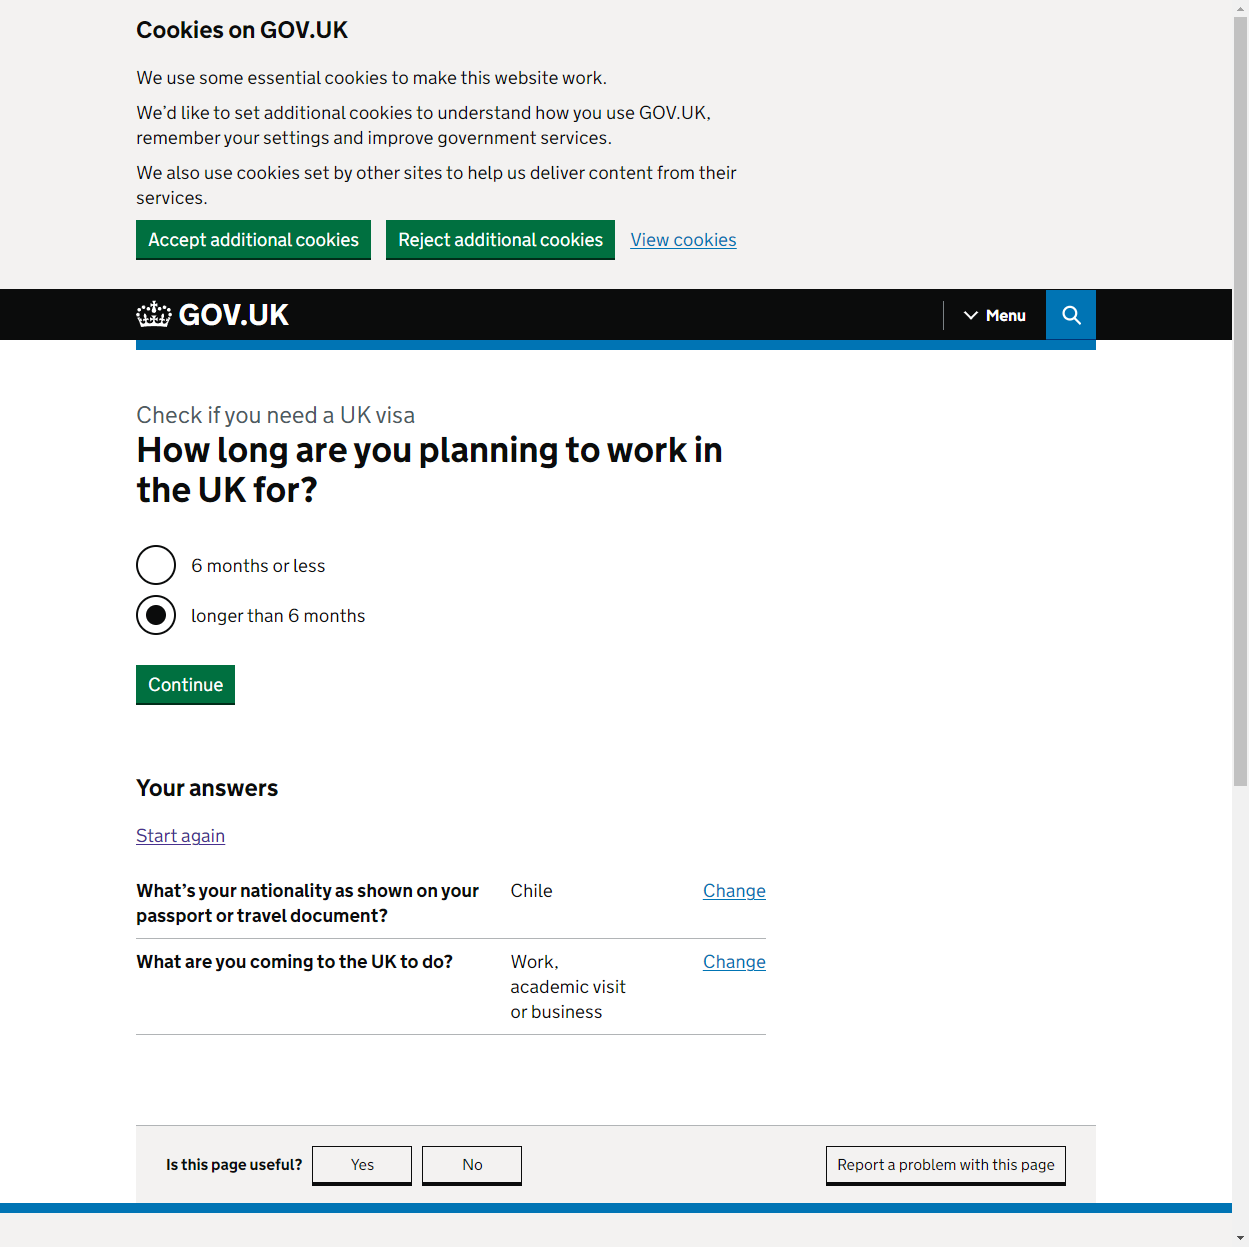 Cookies on GOV.UK
We use some essential cookies to make this website work.
We’d like to set additional cookies to understand how you use GOV.UK,
remember your settings and improve government services.
We also use cookies set by other sites to help us deliver content from their
services.
Accept additional cookies
Reject additional cookies
View cookies
GOV.UK
Menu
Check if you need a UK visa
How long are you planning to work in
the UK for?
6 months or less
longer than 6 months
Continue
Your answers
Start again
What’s your nationality as shown on your
passport or travel document?
Chile
Change
What are you coming to the UK to do?
Work,
academic visit
or business
Change
Is this page useful?
Yes
No
Report a problem with this page